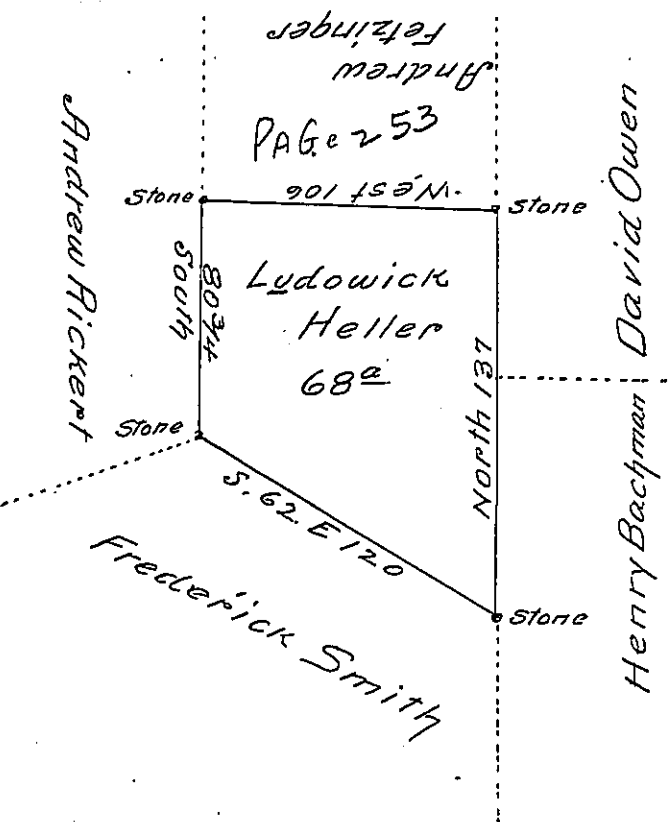 Andrew
Fetzinger
PAGe 253
West 106
Stone
Stone
Andrew Rickert
South
80 3/4
Ludowick
Heller
68a
North 137
David Owen
Henry Bachman
Stone
S. 62. E 120
Stone
Frederick Smith